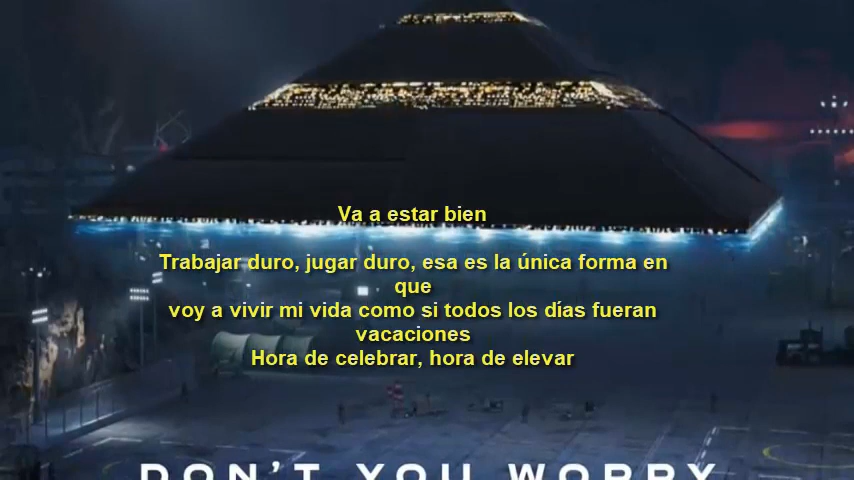 Va a estar bien
Trabajar duro, jugar duro, esa es la única forma en
que
voy a vivir mi vida como si todos los días fueran
vacaciones
Hora de celebrar, hora de elevar
DON'T YOU WORRY